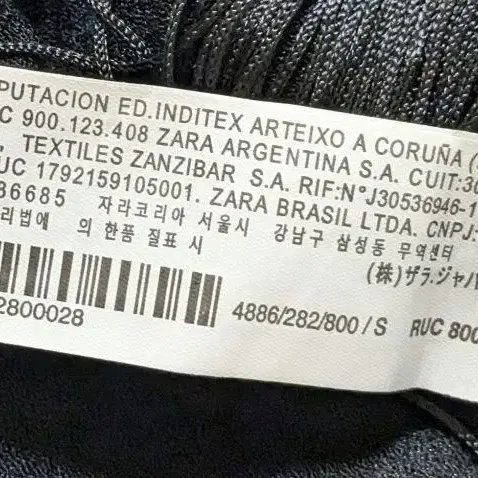 PUTACION ED.INDITEX ARTEIXO A CORUÑA (
C 900.123.408 ZARA ARGENTINA S.A. CUIT:30
TEXTILES ZANZIBAR S.A. RIF:N°J30536946-1
UC 1792159105001. ZARA BRASIL LTDA. CNPJ:
36685 자라코리아 서울시 강남구 삼성동 무역센터
리법에 의 한품 질표 시
(株)ザラ・ジャパ
2800028
4886/282/800/S RUC 800